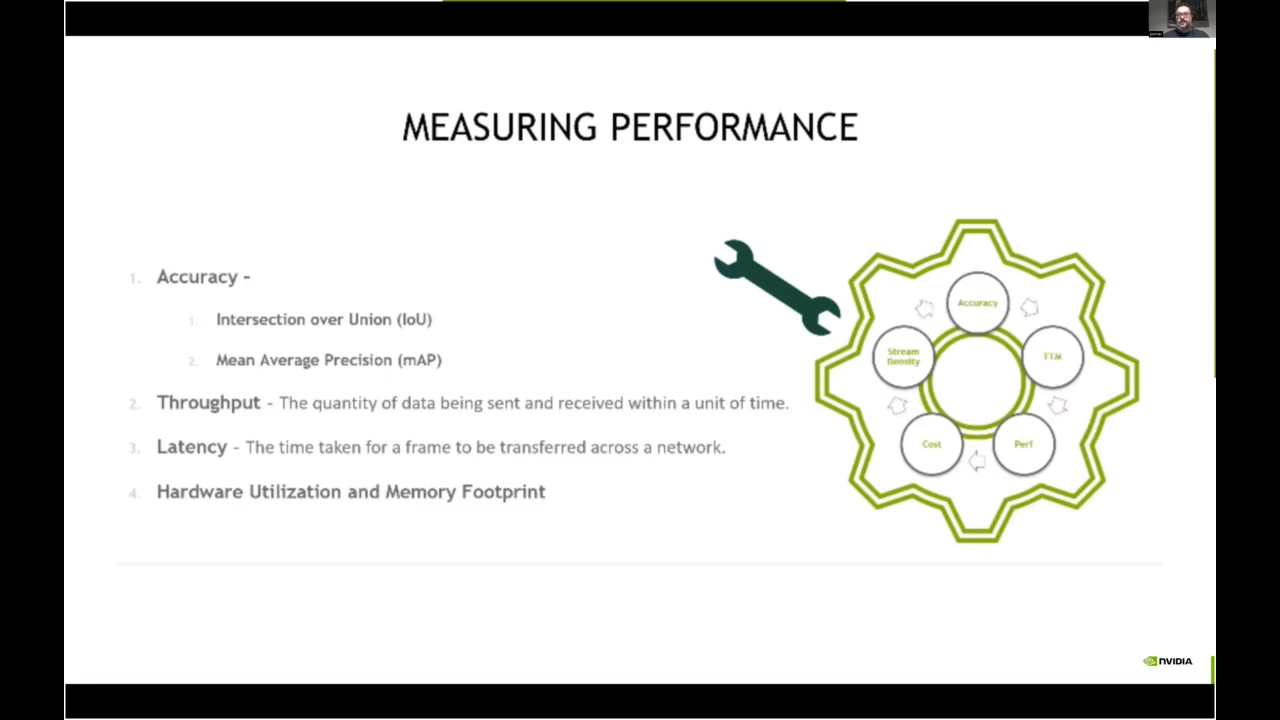 MEASURING PERFORMANCE
1. Accuracy -
1. Intersection over Union (IoU)
2. Mean Average Precision (mAP)
2. Throughput - The quantity of data being sent and received within a unit of time.
3. Latency - The time taken for a frame to be transferred across a network.
4. Hardware Utilization and Memory Footprint
Accuracy
Stream
Density
TTM
Cost
Perf
NVIDIA